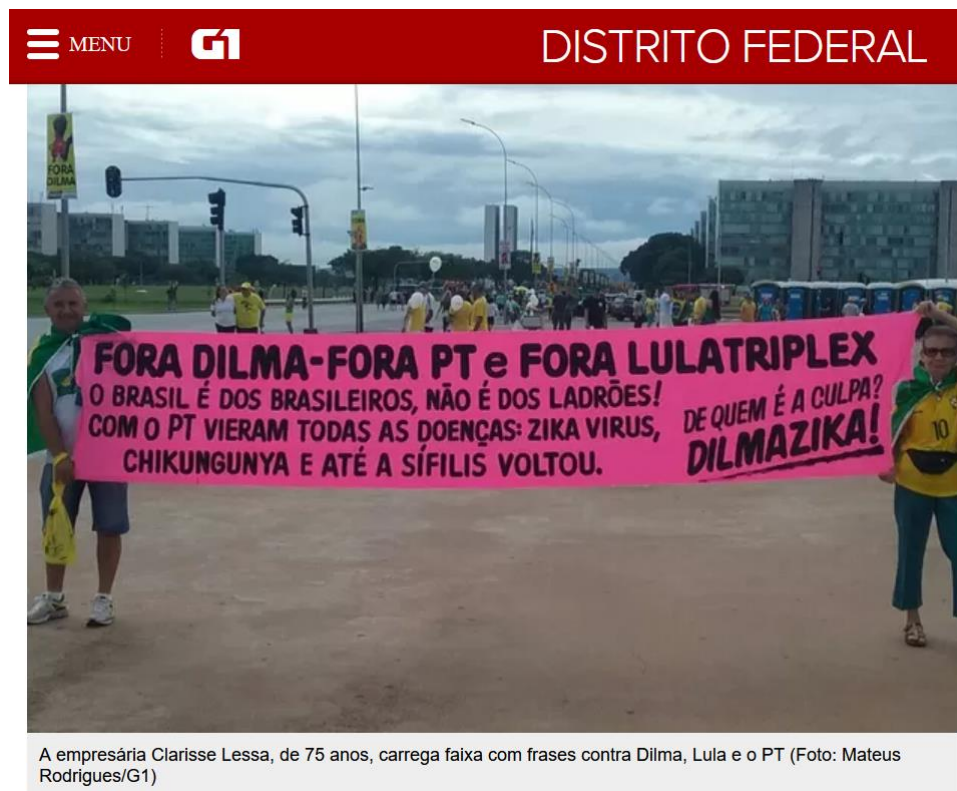 MENU
G1
DISTRITO FEDERAL
FORA
DILMA
FORA DILMA-FORA PT e FORA LULATRIPLEX
O BRASIL É DOS BRASILEIROS, NÃO É DOS LADRÕES!
COM O PT VIERAM TODAS AS DOENÇAS: ZIKA VIRUS,
CHIKUNGUNYA E ATÉ A SÍFILIS VOLTOU.
DE QUEM É A CULPA?
DILMAZIKA!
10
A empresária Clarisse Lessa, de 75 anos, carrega faixa com frases contra Dilma, Lula e o PT (Foto: Mateus
Rodrigues/G1)